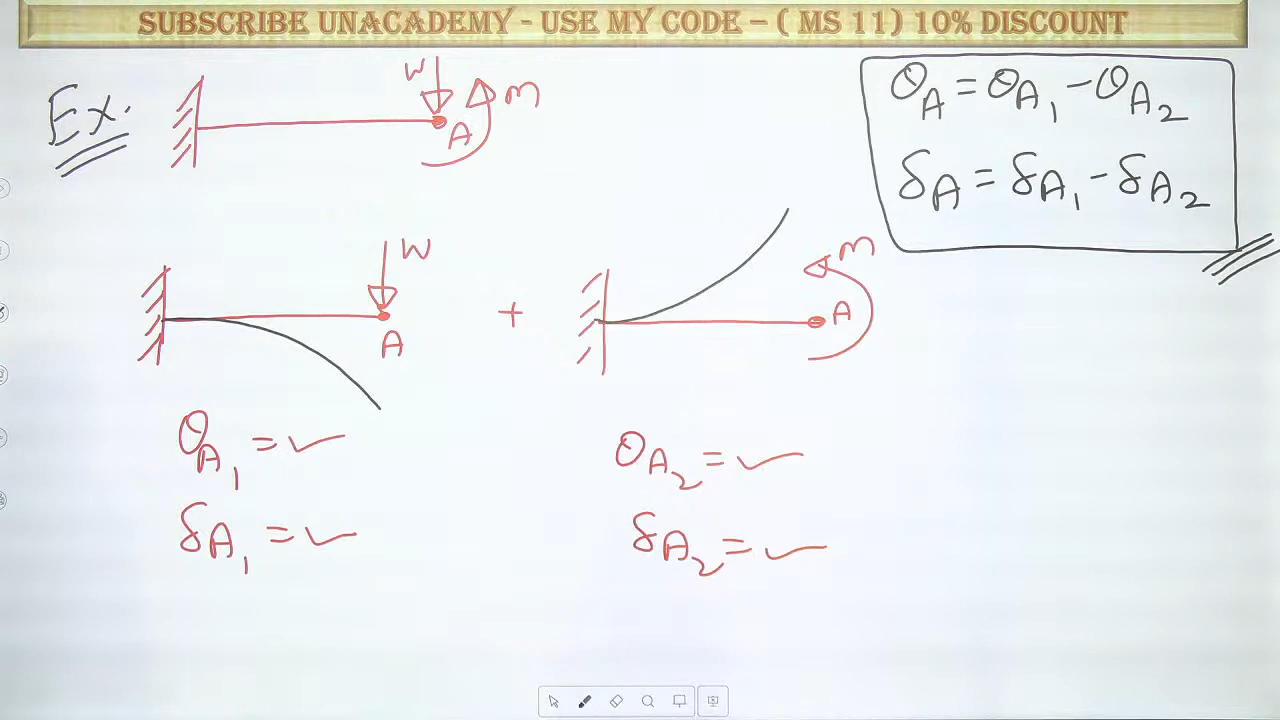 SUBSCRIBE UNACADEMY - USE MY CODE – ( MS 11) 10% DISCOUNT
Ex:
W
M
A
θA = θA₁ - θA₂
δA = δA₁ - δA₂
W
A
+
M
A
θA₁ = ✓
δA₁ = ✓
θA₂ = ✓
δA₂ = ✓